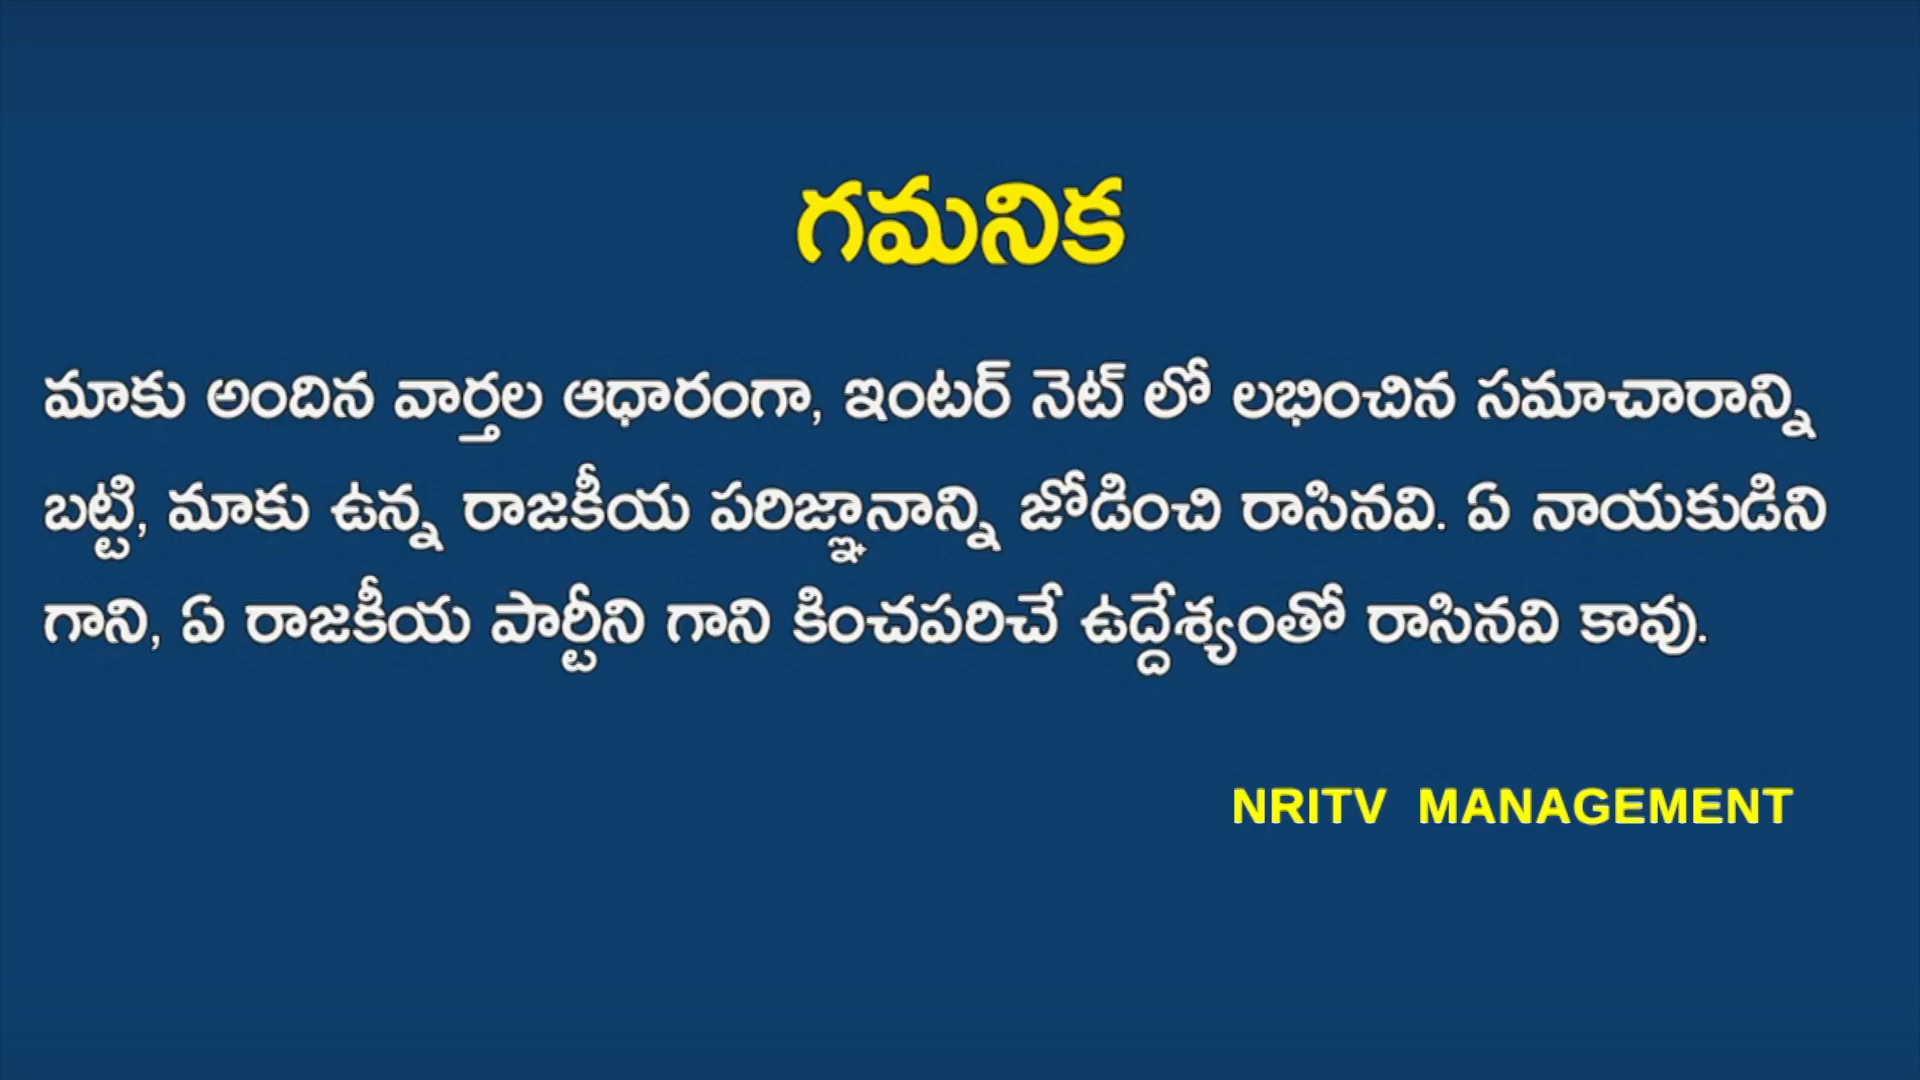 గమనిక
మాకు అందిన వార్తల ఆధారంగా, ఇంటర్ నెట్ లో లభించిన సమాచారాన్ని
బట్టి, మాకు ఉన్న రాజకీయ పరిజ్ఞానాన్ని జోడించి రాసినవి. ఏ నాయకుడిని
గాని, ఏ రాజకీయ పార్టీని గాని కించపరిచే ఉద్దేశ్యంతో రాసినవి కావు.
NRITV MANAGEMENT